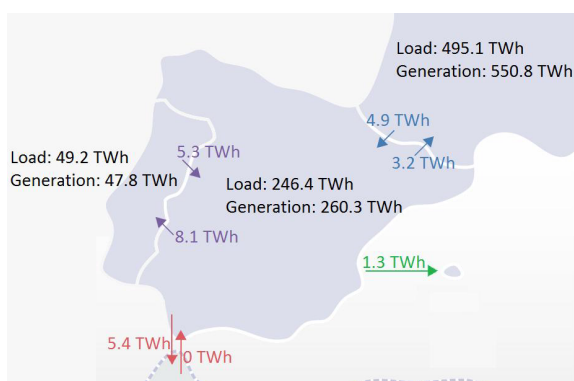 Load: 495.1 TWh
Generation: 550.8 TWh
4.9 TWh
3.2 TWh
Load: 49.2 TWh
Generation: 47.8 TWh
5.3 TWh
Load: 246.4 TWh
Generation: 260.3 TWh
8.1 TWh
1.3 TWh
5.4 TWh
0 TWh